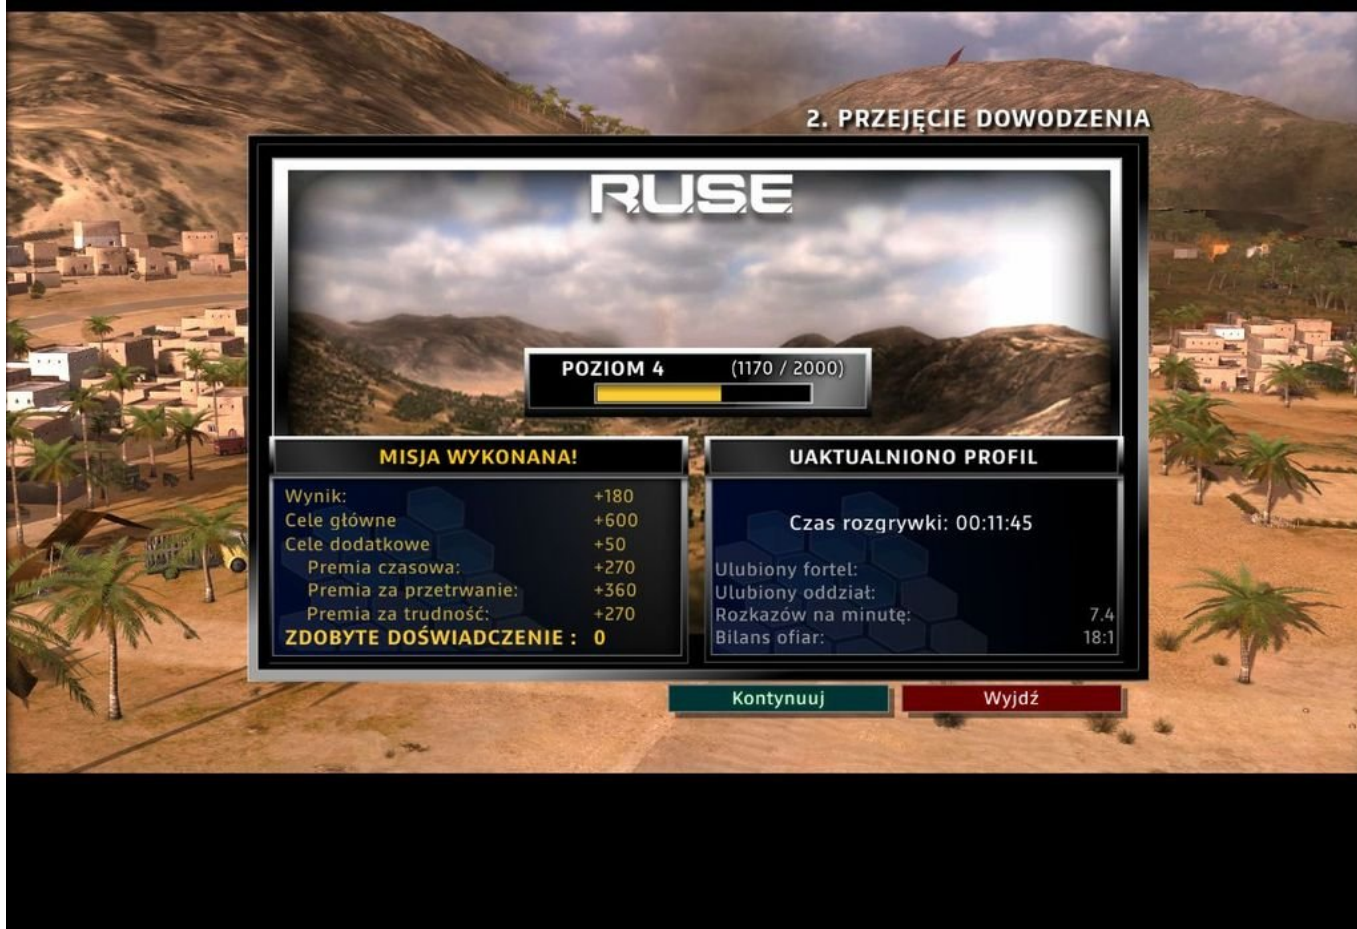 2. PRZEJĘCIE DOWODZENIA
R.U.S.E
POZIOM 4 (1170 / 2000)
MISJA WYKONANA!
Wynik: +180
Cele główne +600
Cele dodatkowe +50
Premia czasowa: +270
Premia za przetrwanie: +360
Premia za trudność: +270
ZDOBYTE DOŚWIADCZENIE : 0
UAKTUALNIONO PROFIL
Czas rozgrywki: 00:11:45
Ulubiony fortel:
Ulubiony oddział:
Rozkazów na minutę: 7.4
Bilans ofiar: 18:1
Kontynuuj
Wyjdź